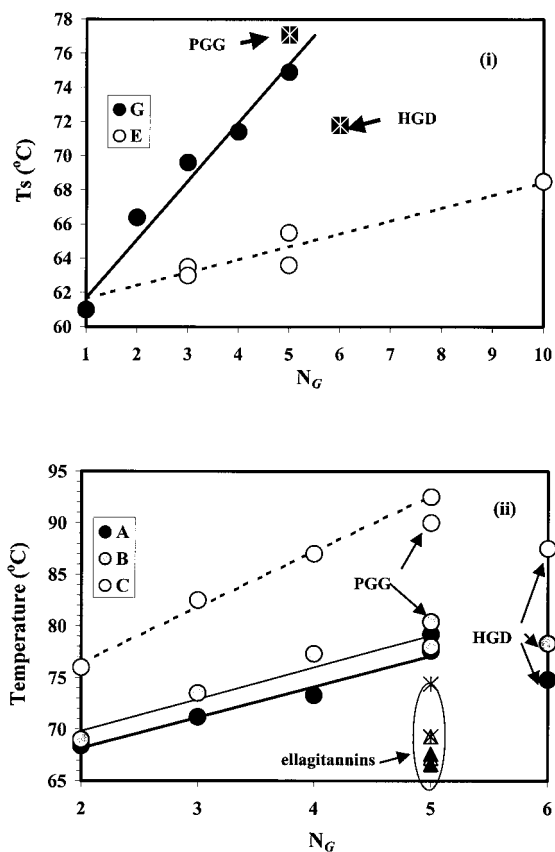 78
76
74
72
70
68
66
64
62
60
Ts (°C)
PGG
(i)
G
E
HGD
1 2 3 4 5 6 7 8 9 10
N_G
95
90
85
80
75
70
65
Temperature (°C)
(ii)
A
B
C
PGG
HGD
ellagitannins
2 3 4 5 6
N_G